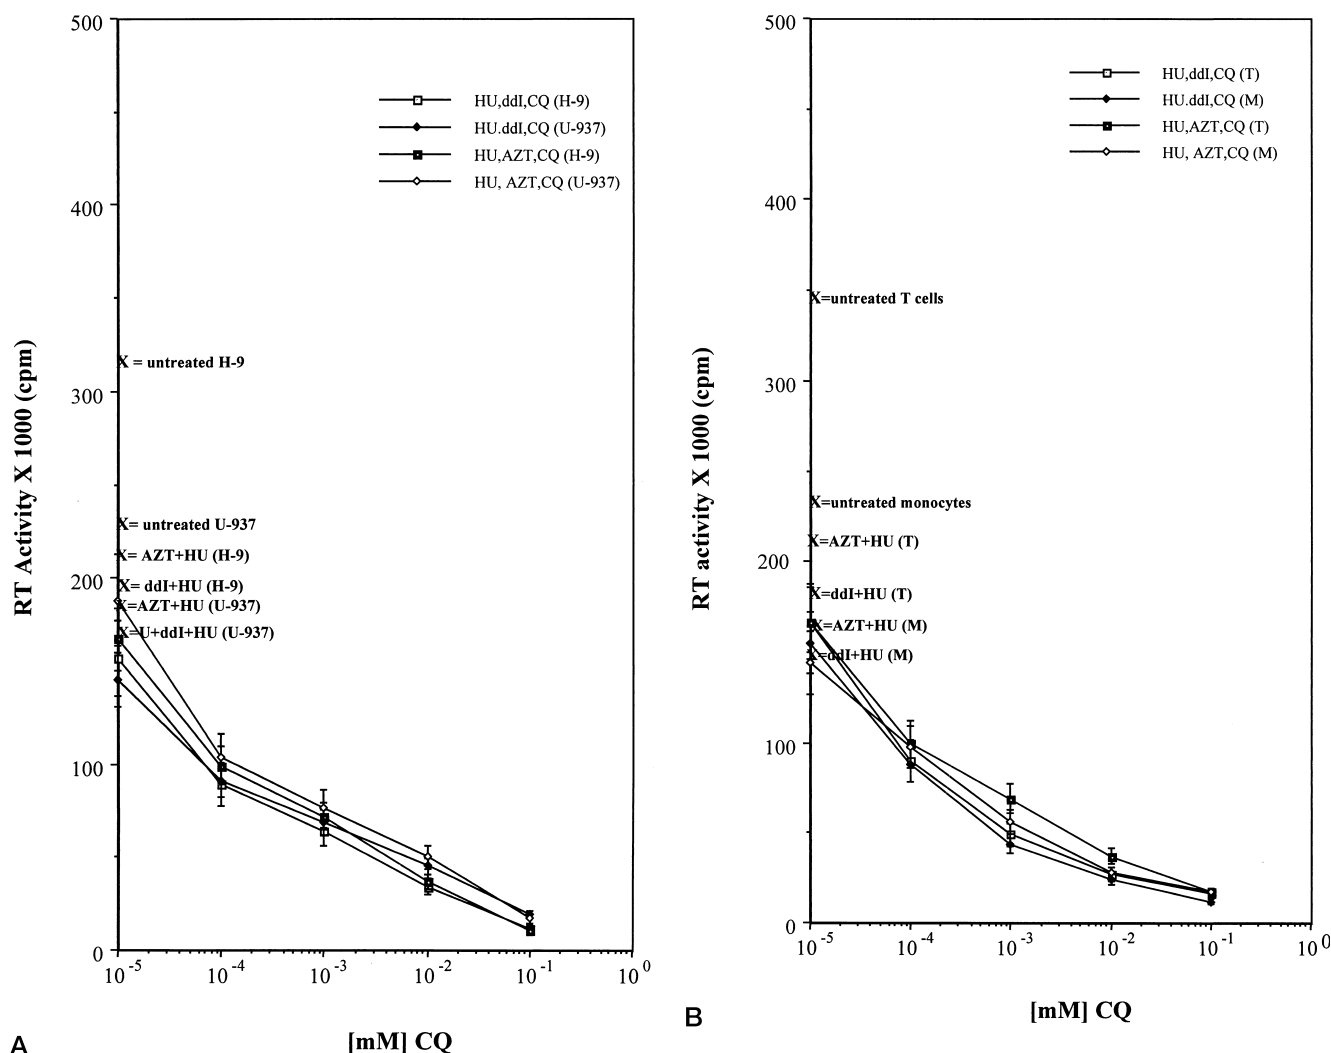 500
400
300
200
100
0
RT Activity X 1000 (cpm)
HU,ddI,CQ (H-9)
HU.ddI,CQ (U-937)
HU,AZT,CQ (H-9)
HU, AZT,CQ (U-937)
X = untreated H-9
X= untreated U-937
X= AZT+HU (H-9)
X= ddI+HU (H-9)
X=AZT+HU (U-937)
X=U+ddI+HU (U-937)
10-5 10-4 10-3 10-2 10-1 100
[mM] CQ
A
500
400
300
200
100
0
RT activity X 1000 (cpm)
HU,ddI,CQ (T)
HU.ddI,CQ (M)
HU,AZT,CQ (T)
HU, AZT,CQ (M)
X=untreated T cells
X=untreated monocytes
X=AZT+HU (T)
X=ddI+HU (T)
X=AZT+HU (M)
X=ddI+HU (M)
10-5 10-4 10-3 10-2 10-1 100
[mM] CQ
B